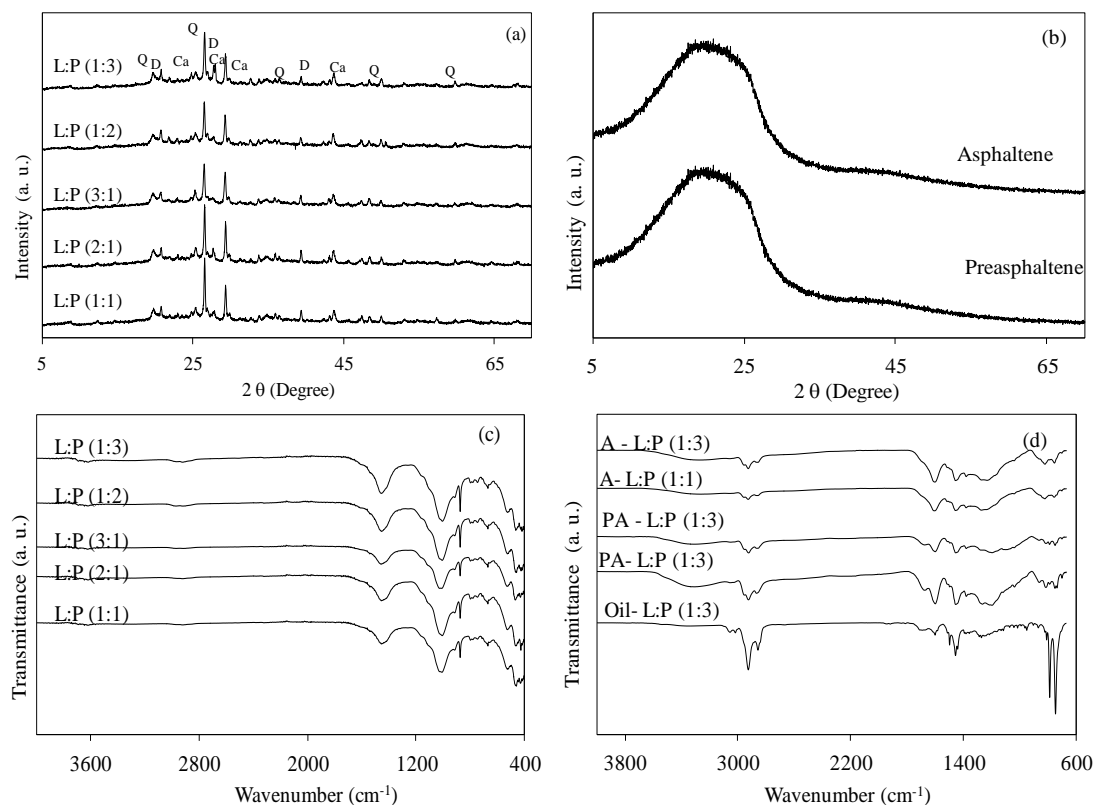 (a)
Q
D
Q
D
Ca
Ca
Ca
Q
D
Ca
Q
Q
L:P (1:3)
L:P (1:2)
L:P (3:1)
L:P (2:1)
L:P (1:1)
Intensity (a. u.)
5
25
45
65
2 θ (Degree)
(b)
Asphaltene
Preasphaltene
Intensity (a. u.)
5
25
45
65
2 θ (Degree)
(c)
L:P (1:3)
L:P (1:2)
L:P (3:1)
L:P (2:1)
L:P (1:1)
Transmittance (a. u.)
3600
2800
2000
1200
400
Wavenumber (cm-1)
(d)
A - L:P (1:3)
A- L:P (1:1)
PA - L:P (1:3)
PA- L:P (1:3)
Oil- L:P (1:3)
Transmittance (a. u.)
3800
3000
2200
1400
600
Wavenumber (cm-1)